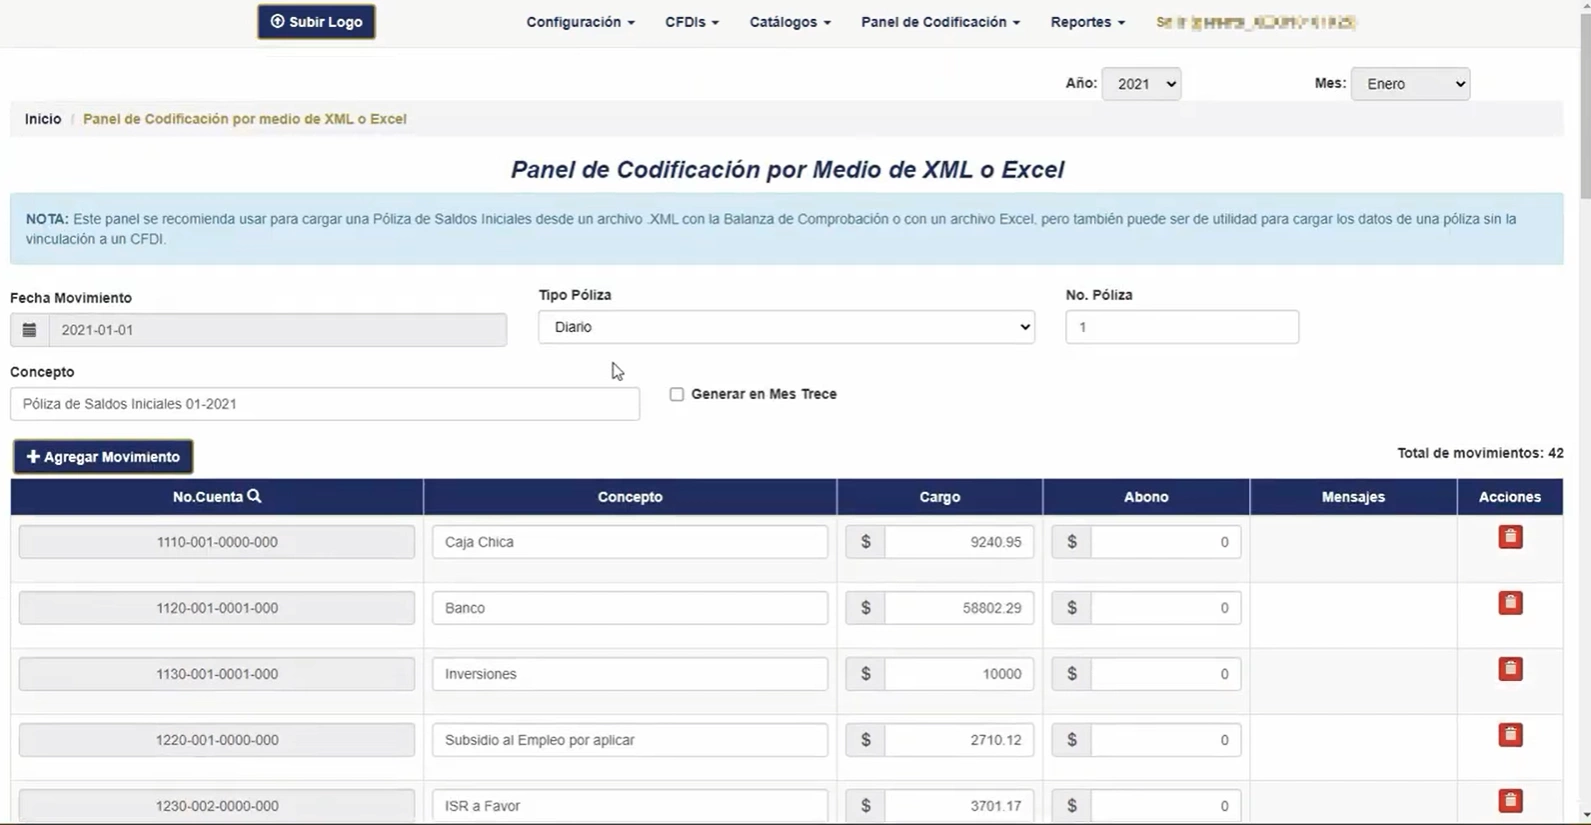 Subir Logo
Configuración
CFDIs
Catálogos
Panel de Codificación
Reportes
Año: 2021
Mes: Enero
Inicio / Panel de Codificación por medio de XML o Excel
Panel de Codificación por Medio de XML o Excel
NOTA: Este panel se recomienda usar para cargar una Póliza de Saldos Iniciales desde un archivo .XML con la Balanza de Comprobación o con un archivo Excel, pero también puede ser de utilidad para cargar los datos de una póliza sin la
vinculación a un CFDI.
Fecha Movimiento
2021-01-01
Tipo Póliza
Diario
No. Póliza
1
Concepto
Póliza de Saldos Iniciales 01-2021
Generar en Mes Trece
Agregar Movimiento
Total de movimientos: 42
No.Cuenta Concepto Cargo Abono Mensajes Acciones
1110-001-0000-000 Caja Chica $ 9240.95 $ 0
1120-001-0001-000 Banco $ 58802.29 $ 0
1130-001-0001-000 Inversiones $ 10000 $ 0
1220-001-0000-000 Subsidio al Empleo por aplicar $ 2710.12 $ 0
1230-002-0000-000 ISR a Favor $ 3701.17 $ 0